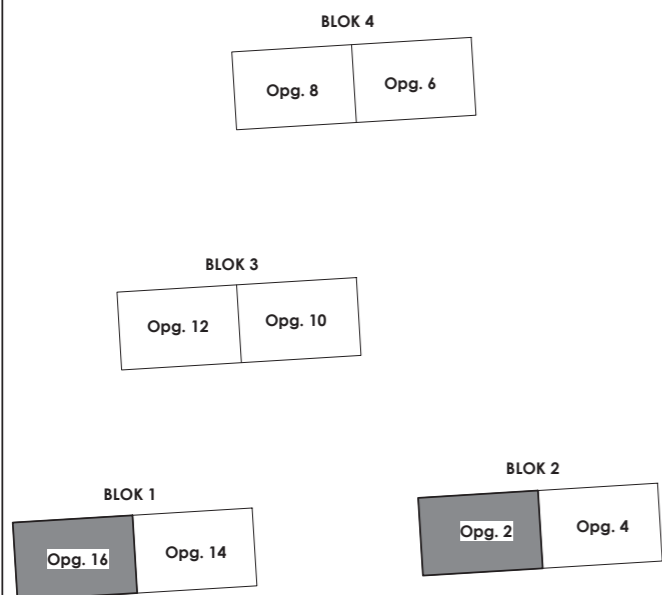 BLOK 4
Opg. 8
Opg. 6
BLOK 3
Opg. 12
Opg. 10
BLOK 1
Opg. 16
Opg. 14
BLOK 2
Opg. 2
Opg. 4